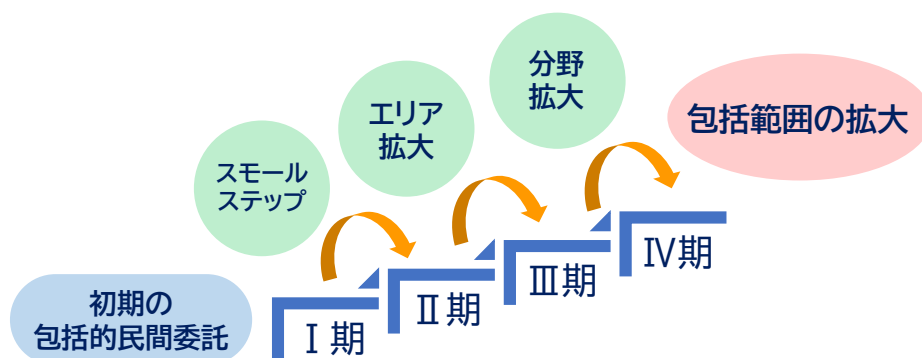 分野
拡大
エリア
拡大
包括範囲の拡大
スモール
ステップ
Ⅳ期
Ⅲ期
Ⅱ期
Ⅰ期
初期の
包括的民間委託